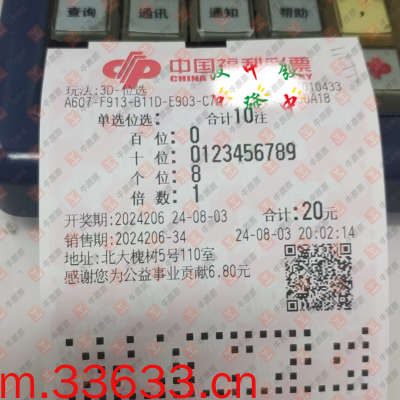 查询
通讯
通知
帮助
中国福利彩票
玩法:3D-位选
A6Q7-F913-B11D-E903-C7
单选位选: 合计10注
百 位: 0
十 位: 0123456789
个 位: 8
倍 数: 1
开奖期:2024206 24-08-03 合计:20元
销售期:2024206-34 24-08-03 20:02:14
地址:北大槐树5号110室
感谢您为公益事业贡献6.80元
m.33633.cn